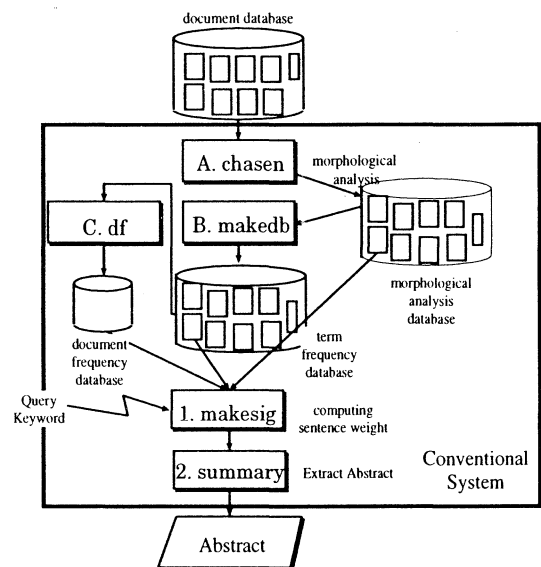 document database
A. chasen
morphological
analysis
C. df
B. makedb
morphological
analysis
database
document
frequency
database
term
frequency
database
Query
Keyword
1. makesig
computing
sentence weight
2. summary
Extract Abstract
Conventional
System
Abstract